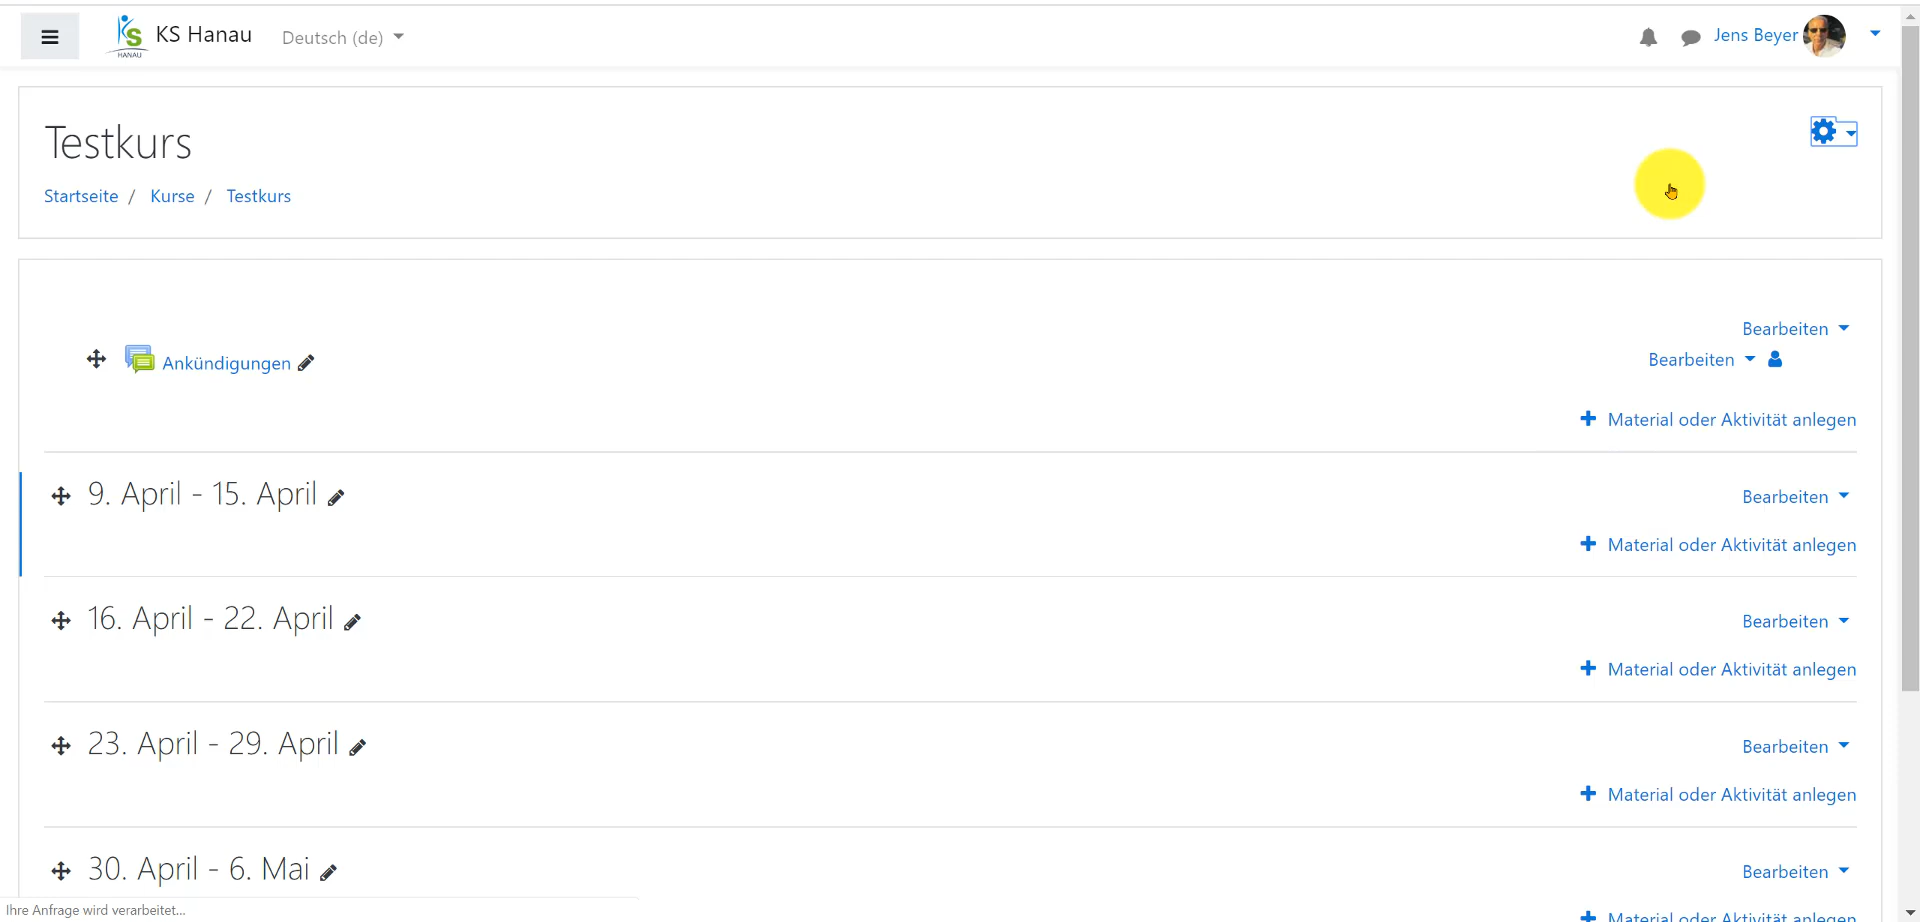 KS
HANAU
KS Hanau
Deutsch (de)
Jens Beyer
Testkurs
Startseite / Kurse / Testkurs
Bearbeiten
Ankündigungen
Bearbeiten
Material oder Aktivität anlegen
9. April - 15. April
Bearbeiten
Material oder Aktivität anlegen
16. April - 22. April
Bearbeiten
Material oder Aktivität anlegen
23. April - 29. April
Bearbeiten
Material oder Aktivität anlegen
30. April - 6. Mai
Bearbeiten
Ihre Anfrage wird verarbeitet...
Material oder Aktivität anlegen